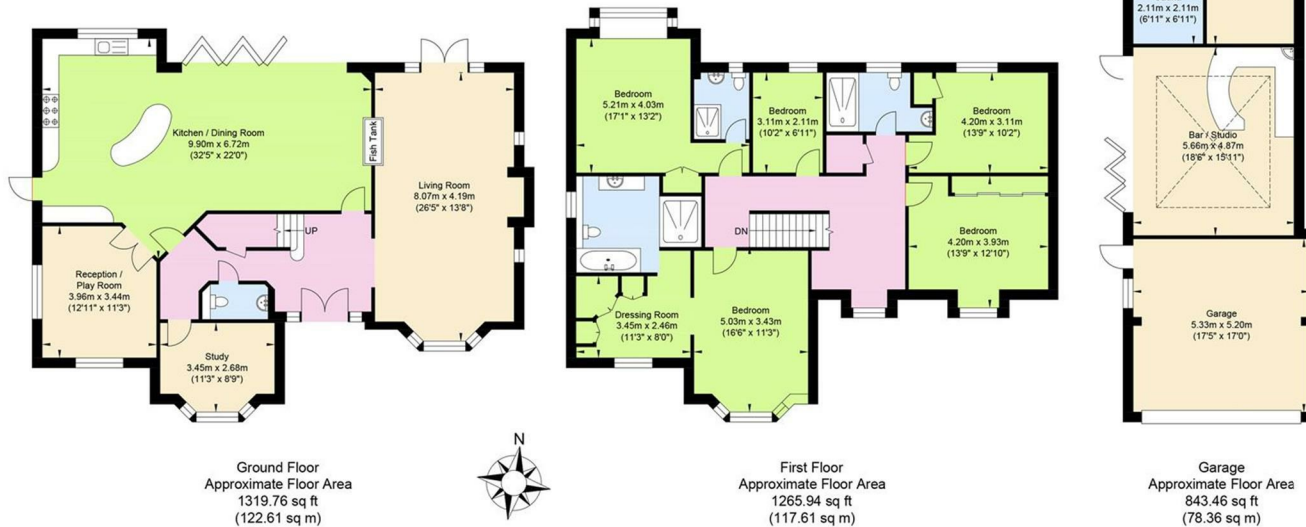 Kitchen / Dining Room
9.90m x 6.72m
(32'5" x 22'0")
Fish Tank
Living Room
8.07m x 4.19m
(26'5" x 13'8")
UP
Reception /
Play Room
3.96m x 3.44m
(12'11" x 11'3")
Study
3.45m x 2.68m
(11'3" x 8'9")
Ground Floor
Approximate Floor Area
1319.76 sq ft
(122.61 sq m)
N
Bedroom
5.21m x 4.03m
(17'1" x 13'2")
Bedroom
3.11m x 2.11m
(10'2" x 6'11")
Bedroom
4.20m x 3.11m
(13'9" x 10'2")
DN
Bedroom
4.20m x 3.93m
(13'9" x 12'10")
Dressing Room
3.45m x 2.46m
(11'3" x 8'0")
Bedroom
5.03m x 3.43m
(16'6" x 11'3")
First Floor
Approximate Floor Area
1265.94 sq ft
(117.61 sq m)
2.11m x 2.11m
(6'11" x 6'11")
Bar / Studio
5.66m x 4.87m
(18'6" x 15'11")
Garage
5.33m x 5.20m
(17'5" x 17'0")
Garage
Approximate Floor Area
843.46 sq ft
(78.36 sq m)